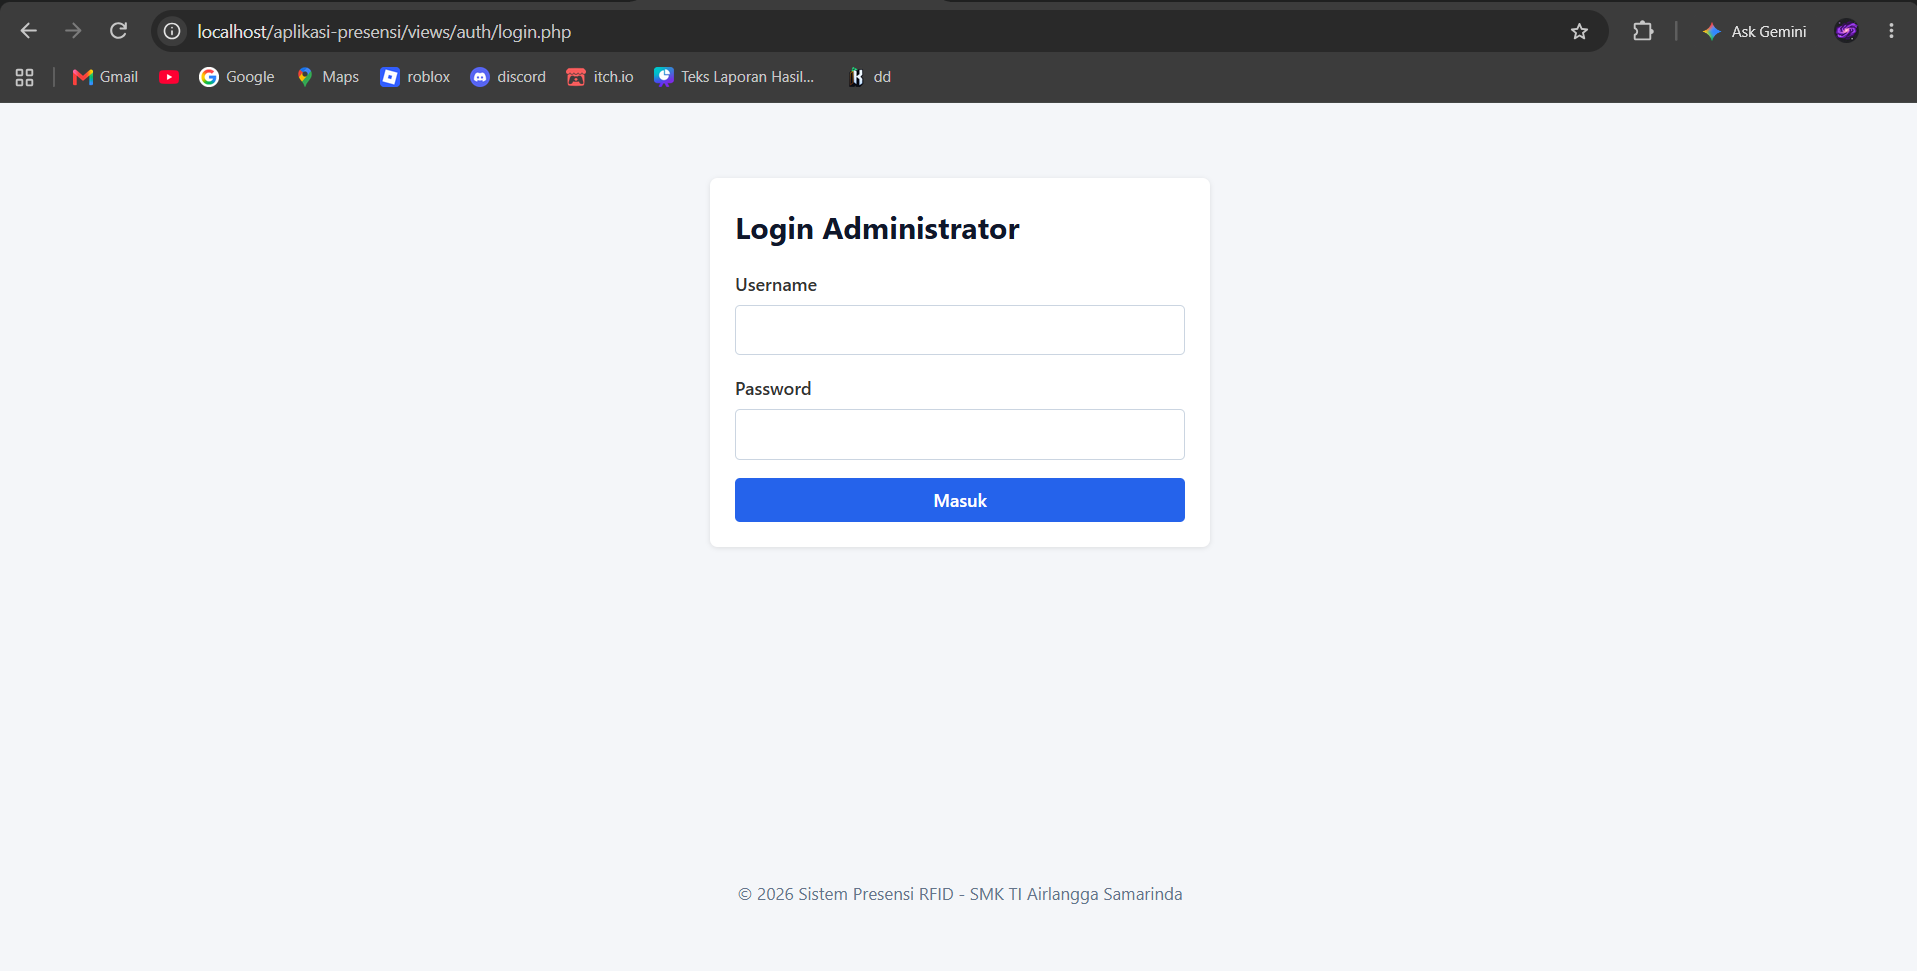 localhost/aplikasi-presensi/views/auth/login.php
Ask Gemini
Gmail
Google
Maps
roblox
discord
itch.io
Teks Laporan Hasil...
dd
Login Administrator
Username
Password
Masuk
© 2026 Sistem Presensi RFID - SMK TI Airlangga Samarinda